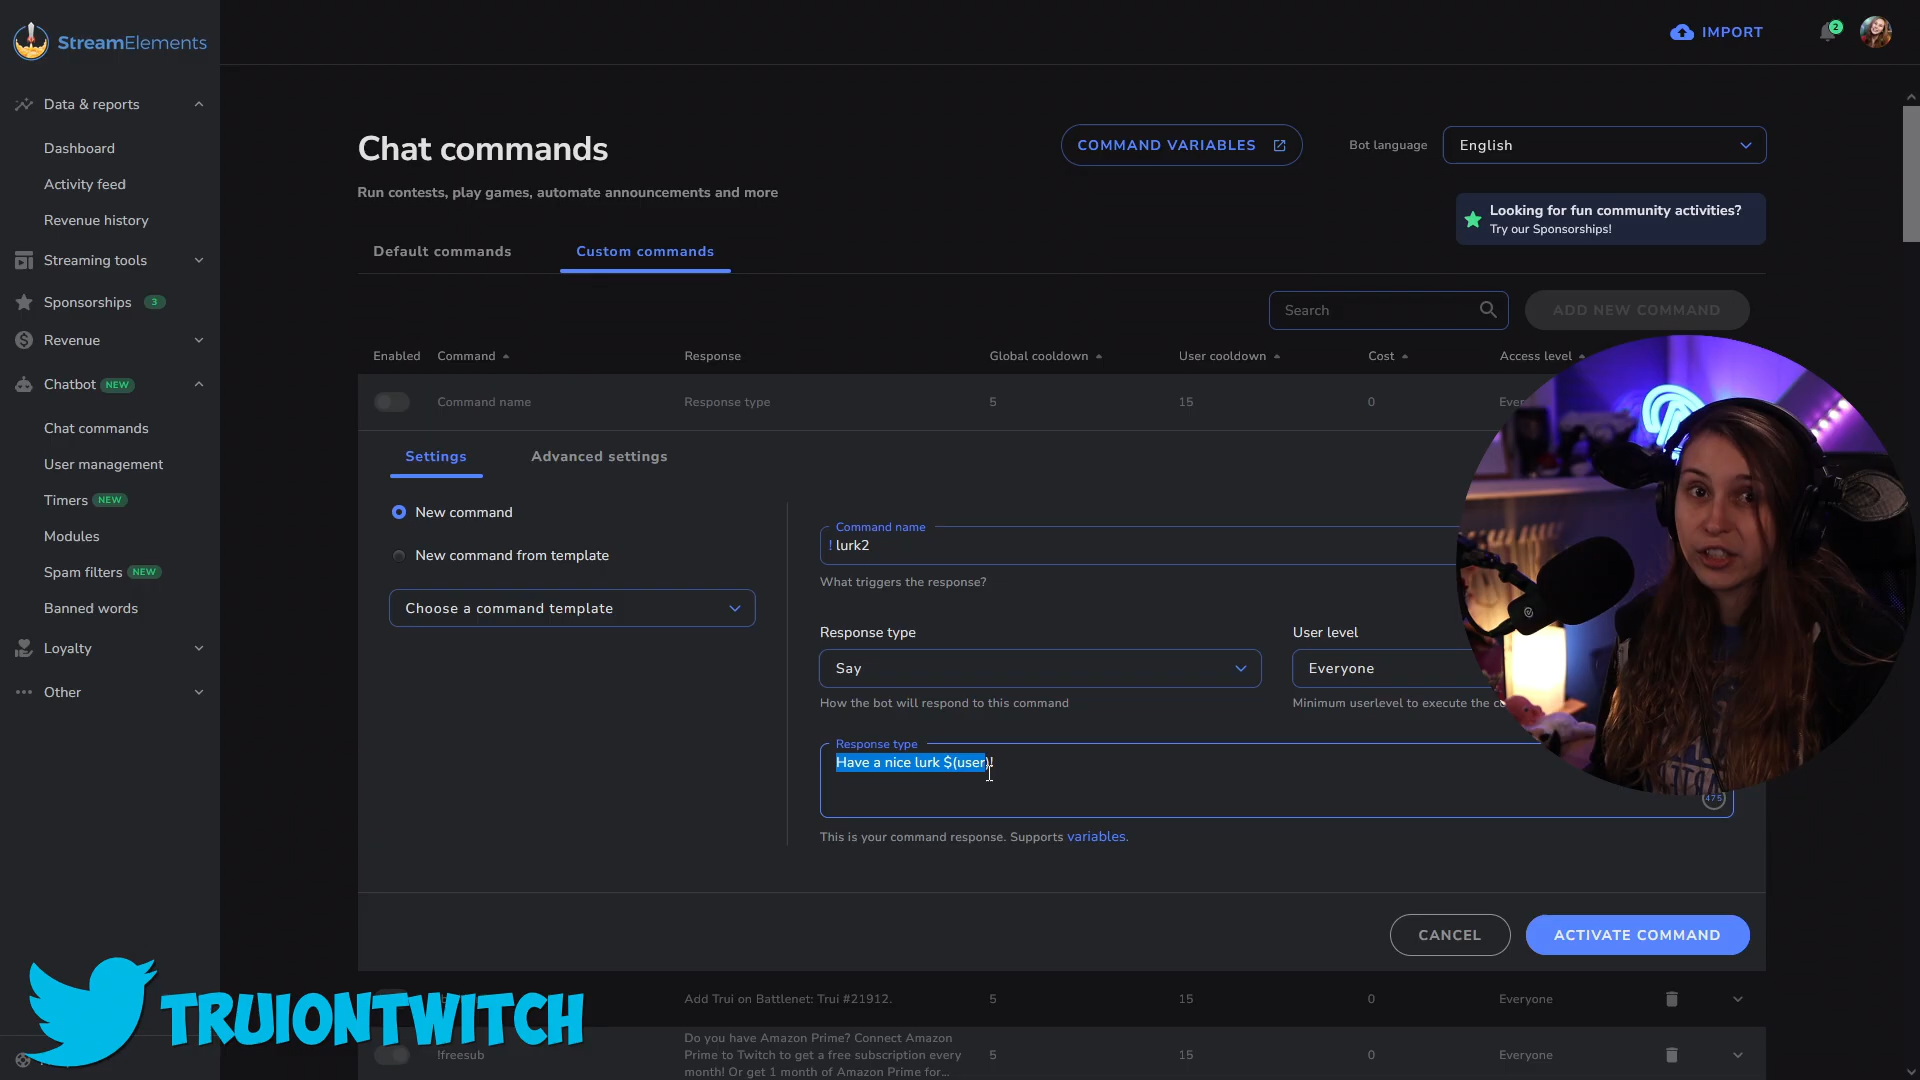 StreamElements
IMPORT
2
Data & reports
Dashboard
Activity feed
Revenue history
Streaming tools
Sponsorships 3
Revenue
Chatbot NEW
Chat commands
User management
Timers NEW
Modules
Spam filters NEW
Banned words
Loyalty
Other
Chat commands
Run contests, play games, automate announcements and more
COMMAND VARIABLES
Bot language
English
Looking for fun community activities?
Try our Sponsorships!
Default commands
Custom commands
Search
ADD NEW COMMAND
Enabled Command Response Global cooldown User cooldown Cost Access level
Command name Response type 5 15 0
Settings
Advanced settings
New command
New command from template
Choose a command template
Command name
! lurk2
What triggers the response?
Response type
Say
How the bot will respond to this command
User level
Everyone
Minimum userlevel to execute the
Response type
Have a nice lurk $(user)!
475
This is your command response. Supports variables.
CANCEL
ACTIVATE COMMAND
Add Trui on Battlenet: Trui #21912. 5 15 0 Everyone
!freesub
Do you have Amazon Prime? Connect Amazon
Prime to Twitch to get a free subscription every
month! Or get 1 month of Amazon Prime for...
5 15 0 Everyone
TRUIONTWITCH